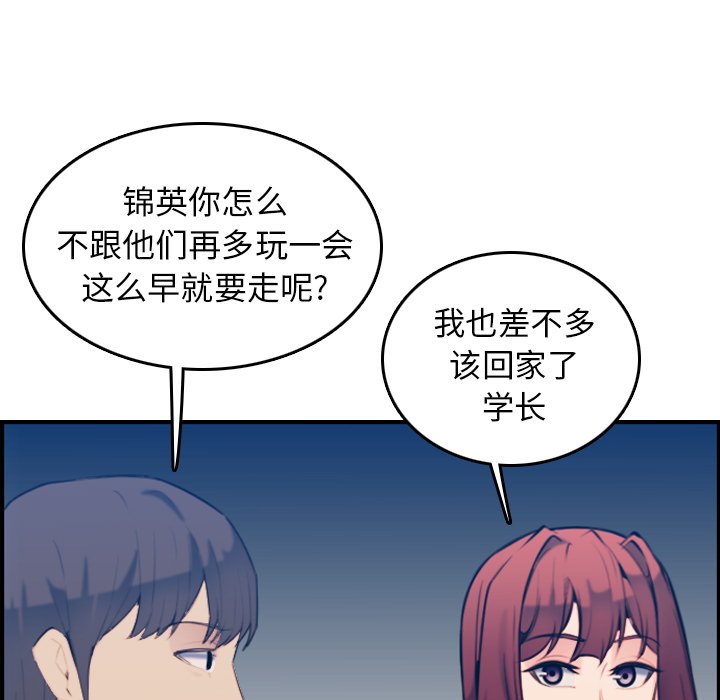 锦英你怎么
不跟他们再多玩一会
这么早就要走呢?
我也差不多
该回家了
学长